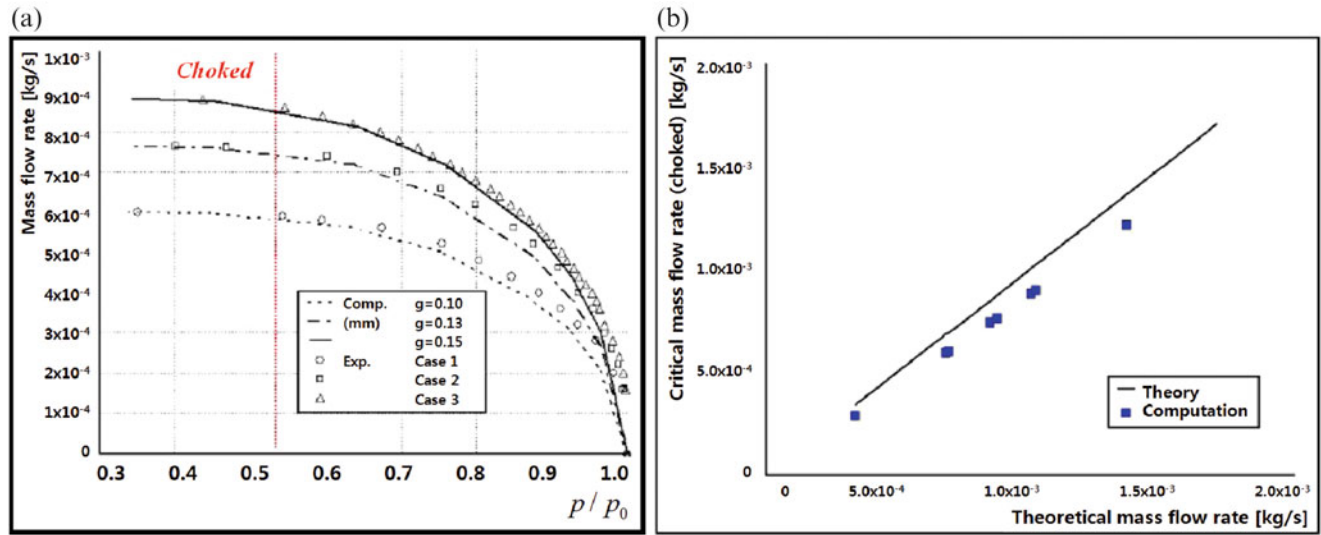 (a)
Mass flow rate [kg/s]
1x10⁻³
9x10⁻⁴
8x10⁻⁴
7x10⁻⁴
6x10⁻⁴
5x10⁻⁴
4x10⁻⁴
3x10⁻⁴
2x10⁻⁴
1x10⁻⁴
0
Choked
Comp. g=0.10
(mm) g=0.13
g=0.15
Exp. Case 1
Case 2
Case 3
0.3 0.4 0.5 0.6 0.7 0.8 0.9 1.0
p / p₀
(b)
Critical mass flow rate (choked) [kg/s]
2.0x10⁻³
1.5x10⁻³
1.0x10⁻³
5.0x10⁻⁴
0
Theory
Computation
0 5.0x10⁻⁴ 1.0x10⁻³ 1.5x10⁻³ 2.0x10⁻³
Theoretical mass flow rate [kg/s]